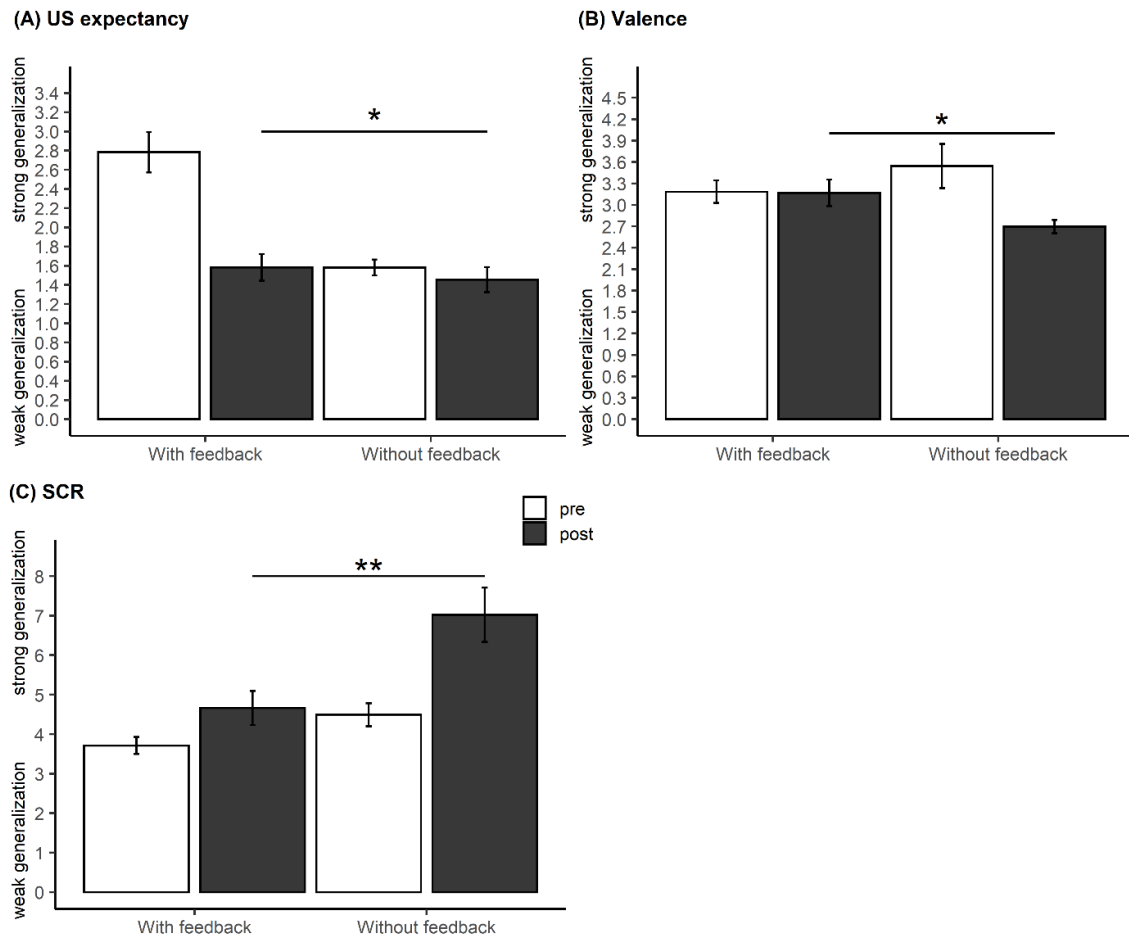 (A) US expectancy
strong generalization
weak generalization
3.4
3.2
3.0
2.8
2.6
2.4
2.2
2.0
1.8
1.6
1.4
1.2
1.0
0.8
0.6
0.4
0.2
0.0
*
With feedback
Without feedback
(B) Valence
strong generalization
weak generalization
4.5
4.2
3.9
3.6
3.3
3.0
2.7
2.4
2.1
1.8
1.5
1.2
0.9
0.6
0.3
0.0
*
With feedback
Without feedback
(C) SCR
strong generalization
weak generalization
8
7
6
5
4
3
2
1
0
**
With feedback
Without feedback
pre
post